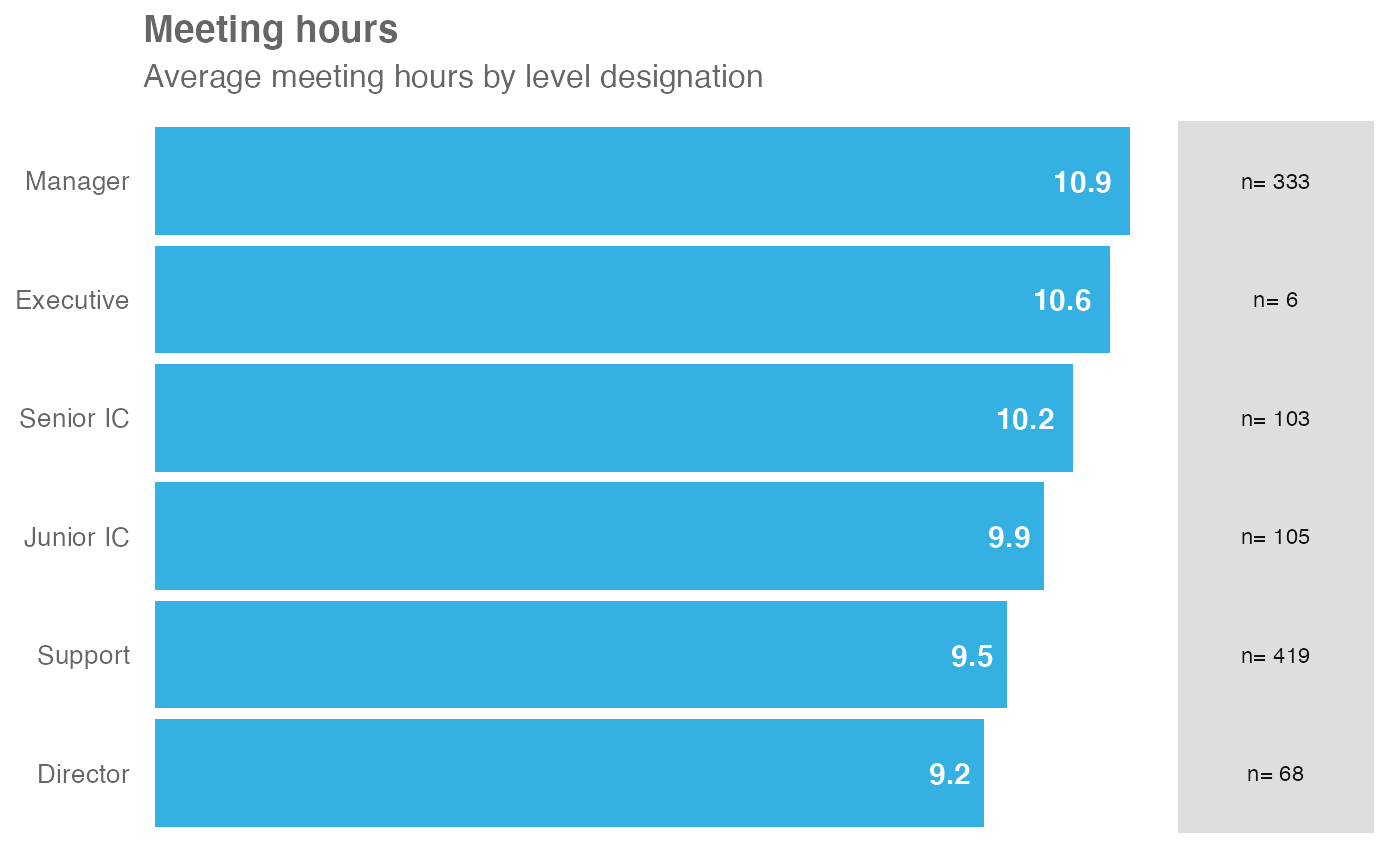 Meeting hours
Average meeting hours by level designation
Manager 10.9 n= 333
Executive 10.6 n= 6
Senior IC 10.2 n= 103
Junior IC 9.9 n= 105
Support 9.5 n= 419
Director 9.2 n= 68